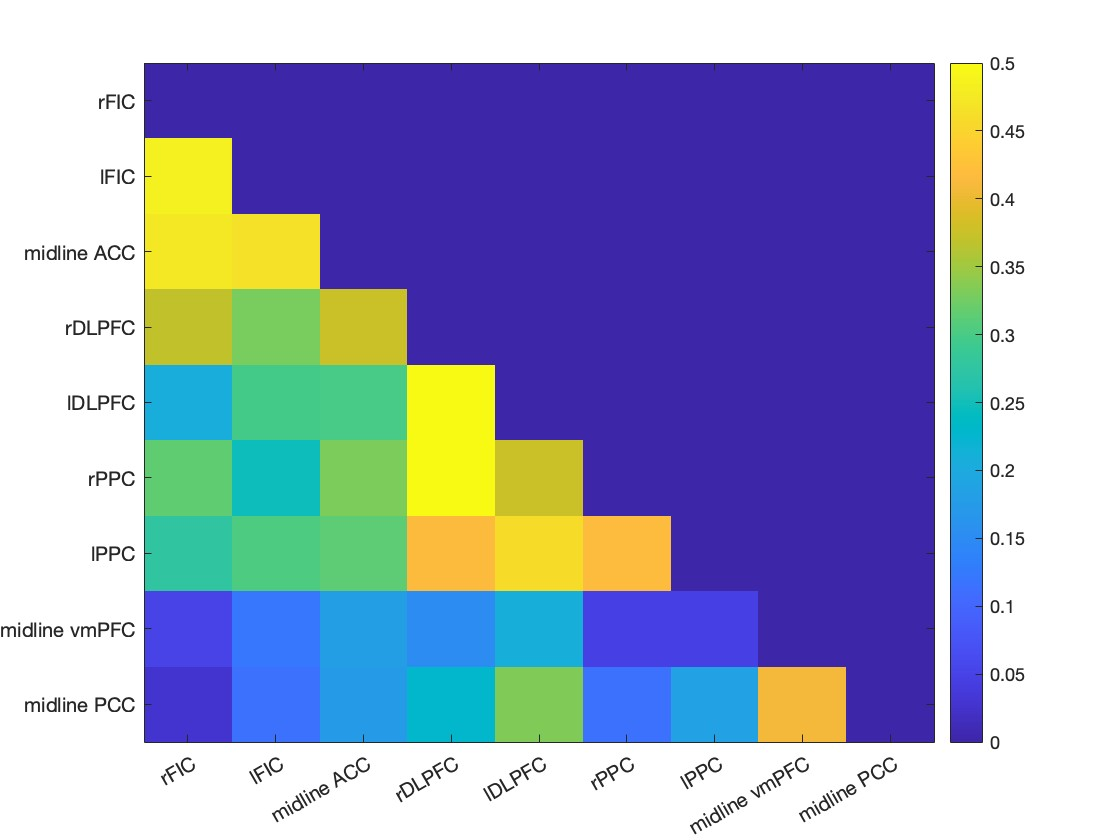 rFIC
lFIC
midline ACC
rDLPFC
lDLPFC
rPPC
lPPC
midline vmPFC
midline PCC
rFIC
lFIC
midline ACC
rDLPFC
lDLPFC
rPPC
lPPC
midline vmPFC
midline PCC
0.5
0.45
0.4
0.35
0.3
0.25
0.2
0.15
0.1
0.05
0